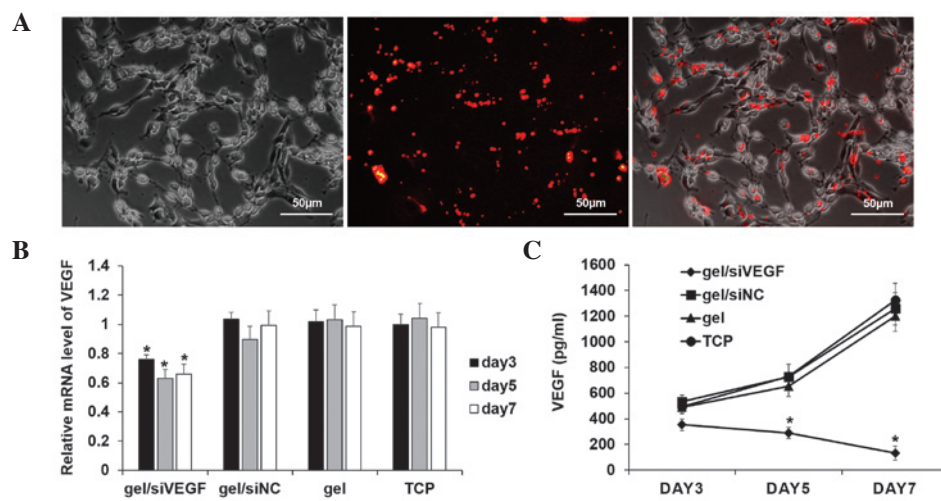 A
50μm
50μm
50μm
B
Relative mRNA level of VEGF
1.4
1.2
1
0.8
0.6
0.4
0.2
0
* * *
day3
day5
day7
gel/siVEGF gel/siNC gel TCP
C
VEGF (pg/ml)
1600
1400
1200
1000
800
600
400
200
0
gel/siVEGF
gel/siNC
gel
TCP
*
*
DAY3 DAY5 DAY7